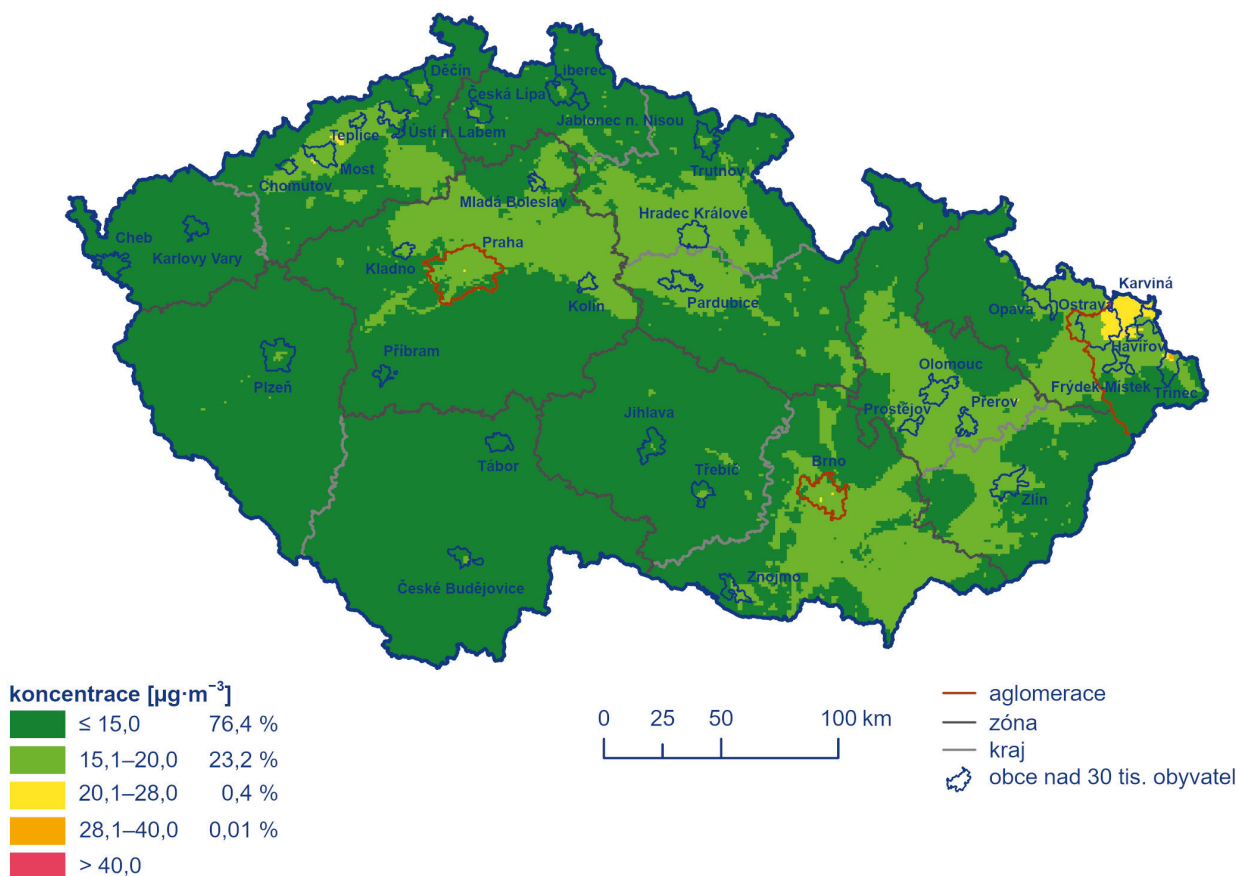 Děčín
Liberec
Česká Lípa
Jablonec n. Nisou
Teplice
Ústí n. Labem
Most
Chomutov
Trutnov
Mladá Boleslav
Hradec Králové
Cheb
Karlovy Vary
Praha
Kladno
Kolín
Pardubice
Karviná
Opava
Ostrava
Havířov
Frýdek-Místek
Třinec
Plzeň
Příbram
Olomouc
Prostějov
Přerov
Jihlava
Tábor
Třebíč
Brno
Zlín
České Budějovice
Znojmo
koncentrace [µg·m⁻³]
≤ 15,0 76,4 %
15,1–20,0 23,2 %
20,1–28,0 0,4 %
28,1–40,0 0,01 %
> 40,0
0 25 50 100 km
aglomerace
zóna
kraj
obce nad 30 tis. obyvatel